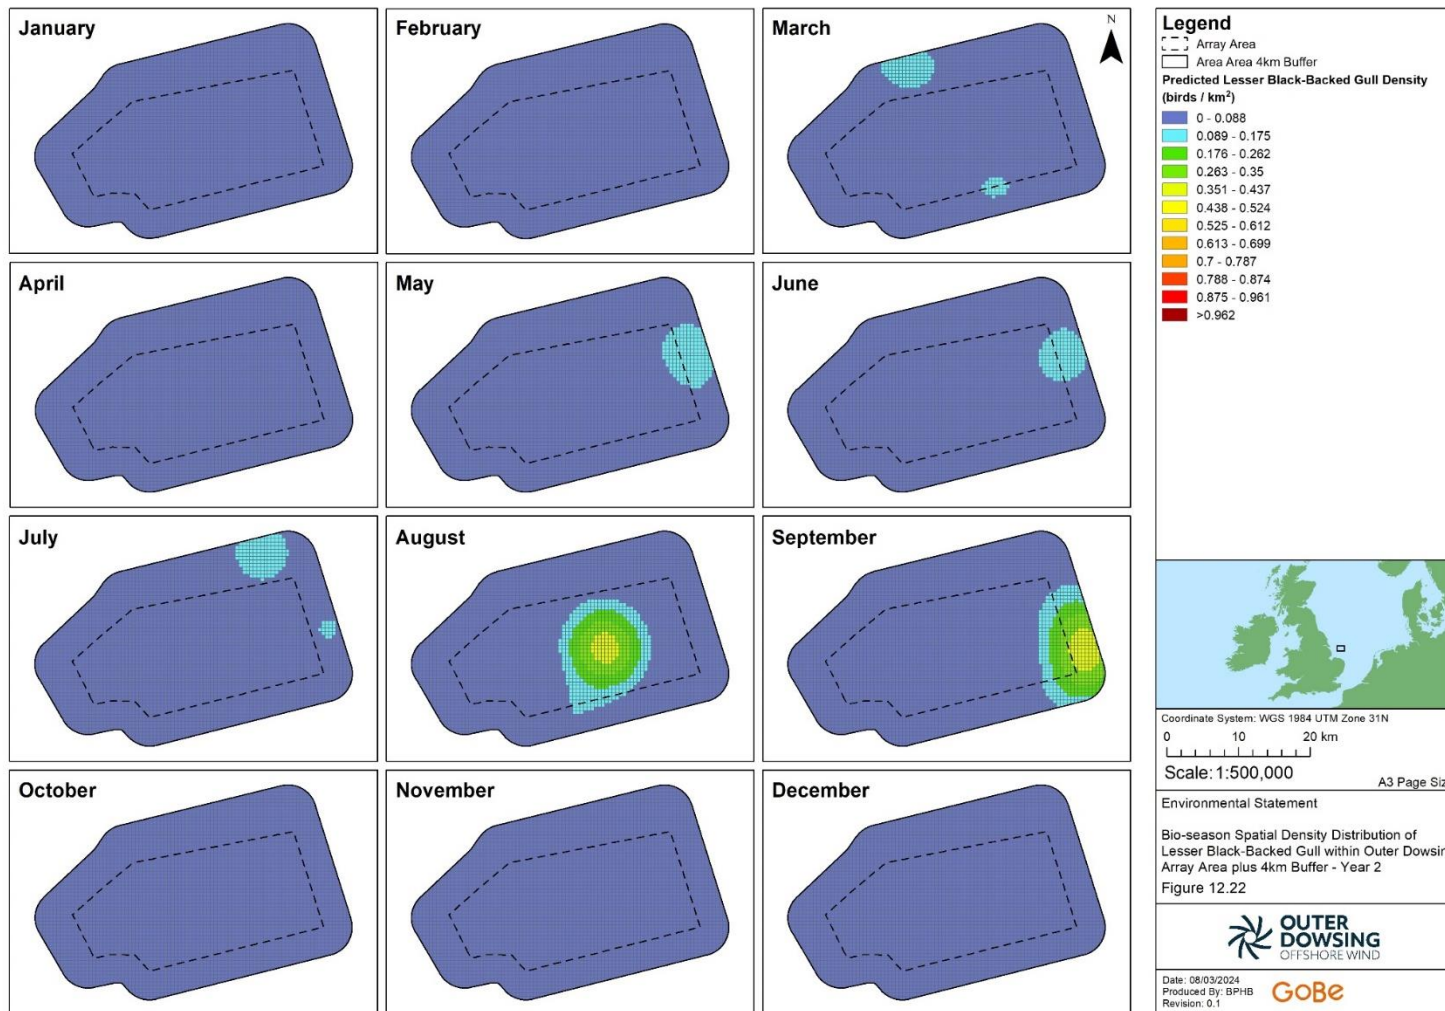 January
February
March
N
April
May
June
July
August
September
October
November
December
Legend
Array Area
Area Area 4km Buffer
Predicted Lesser Black-Backed Gull Density
(birds / km²)
0 - 0.088
0.089 - 0.175
0.176 - 0.262
0.263 - 0.35
0.351 - 0.437
0.438 - 0.524
0.525 - 0.612
0.613 - 0.699
0.7 - 0.787
0.788 - 0.874
0.875 - 0.961
>0.962
Coordinate System: WGS 1984 UTM Zone 31N
0 10 20 km
Scale: 1:500,000
A3 Page Siz
Environmental Statement
Bio-season Spatial Density Distribution of
Lesser Black-Backed Gull within Outer Dowsin
Array Area plus 4km Buffer - Year 2
Figure 12.22
OUTER
DOWSING
OFFSHORE WIND
Date: 08/03/2024
Produced By: BPHB
Revision: 0.1
GoBe